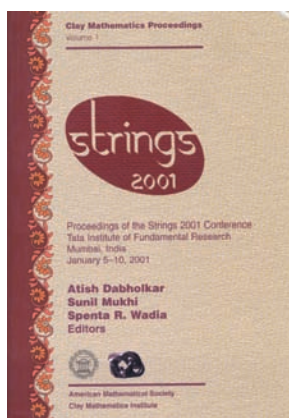 Clay Mathematics Proceedings
Volume 1
strings
2001
Proceedings of the Strings 2001 Conference
Tata Institute of Fundamental Research
Mumbai, India
January 5–10, 2001
Atish Dabholkar
Sunil Mukhi
Spenta R. Wadia
Editors
American Mathematical Society
Clay Mathematics Institute